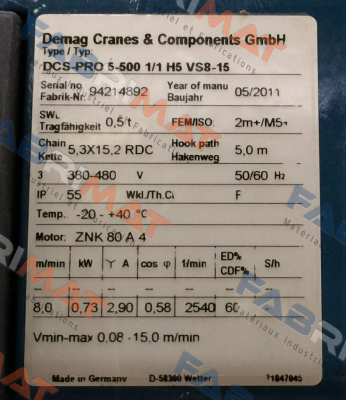 Demag Cranes & Components GmbH
Type / Typ:
DCS-PRO 5-500 1/1 H5 VS8-15
Serial no 94214892 Year of manu 05/2011
Fabrik-Nr. Baujahr
SWL 0,5/t FEM/ISO: 2m+/M5+
Tragfähigkeit
Chain 5,3X15,2 RDC Hook path 5,0 m
Kette Hakenweg
3 380-480 V 50/60 Hz
IP 55 Wkl./Th.Cl F
Temp. -20 - +40 °C
Motor: ZNK 80 A 4
m/min kW Y A cos φ 1/min ED% CDF% S/h
-- -- -- -- -- -- --
8,0 0,73 2,90 0,58 2540 60
Vmin-max 0.08 -15.0 m/min
Made in Germany D-58300 Wetter 71847045
FABRIMAT